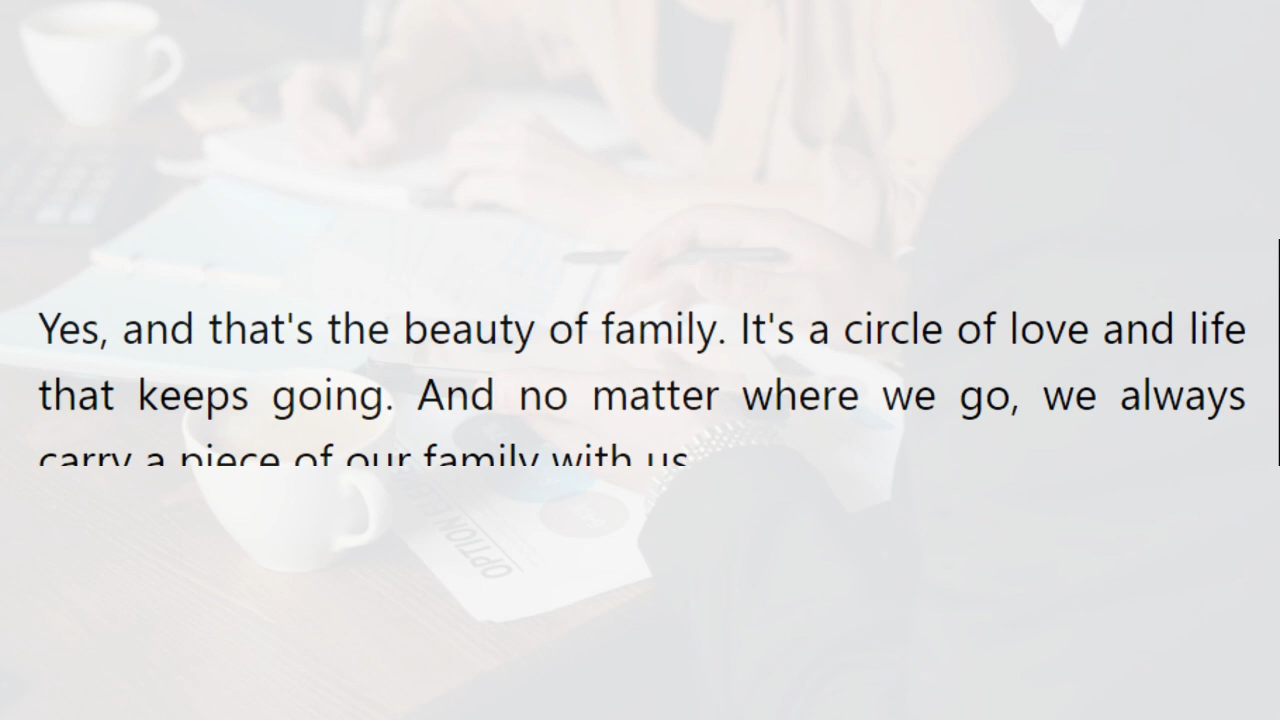 Yes, and that's the beauty of family. It's a circle of love and life
that keeps going. And no matter where we go, we always
carry a piece of our family with us
OPTION